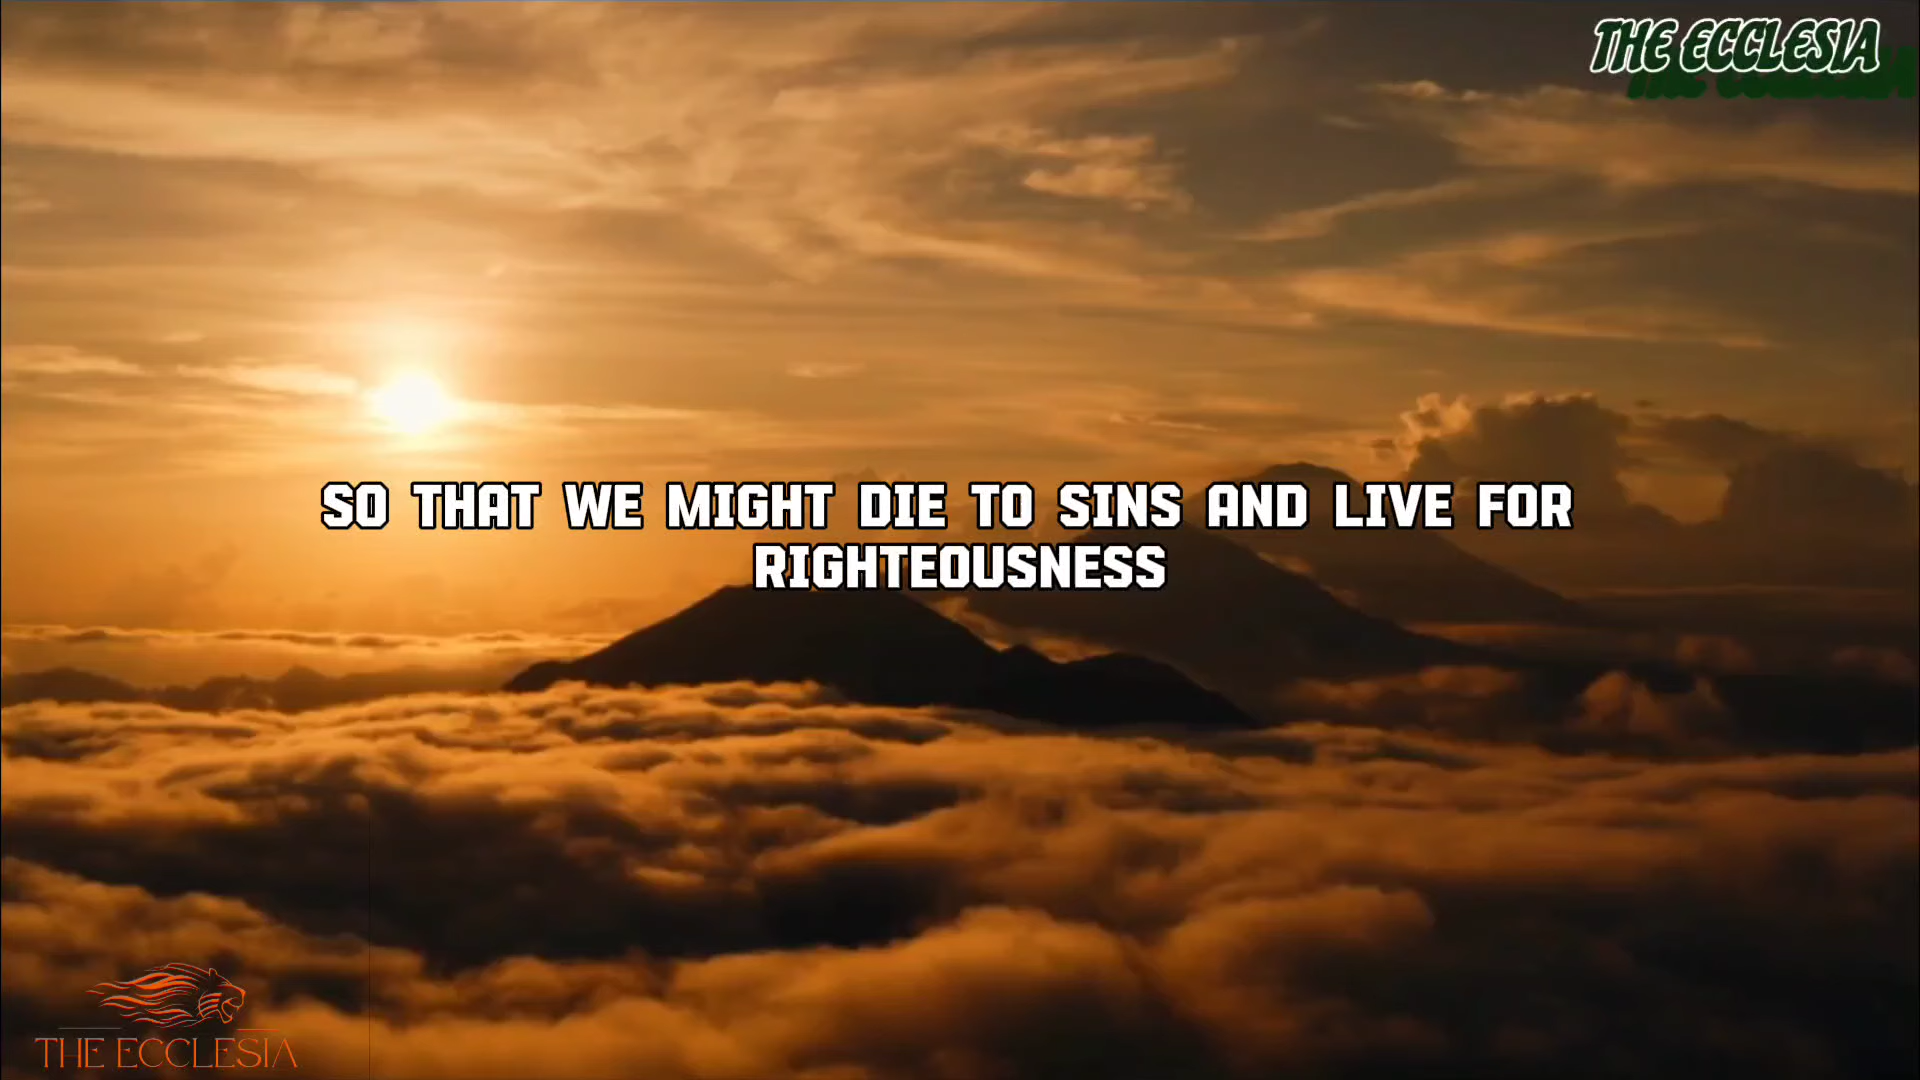 THE ECCLESIA
SO THAT WE MIGHT DIE TO SINS AND LIVE FOR
RIGHTEOUSNESS
THE ECCLESIA